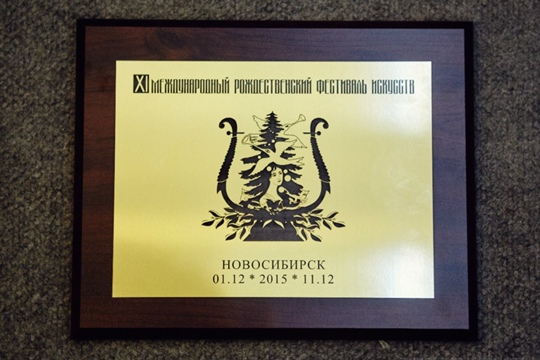 XI МЕЖДУНАРОДНЫЙ РОЖДЕСТВЕНСКИЙ ФЕСТИВАЛЬ ИСКУССТВ
НОВОСИБИРСК
01.12 * 2015 * 11.12